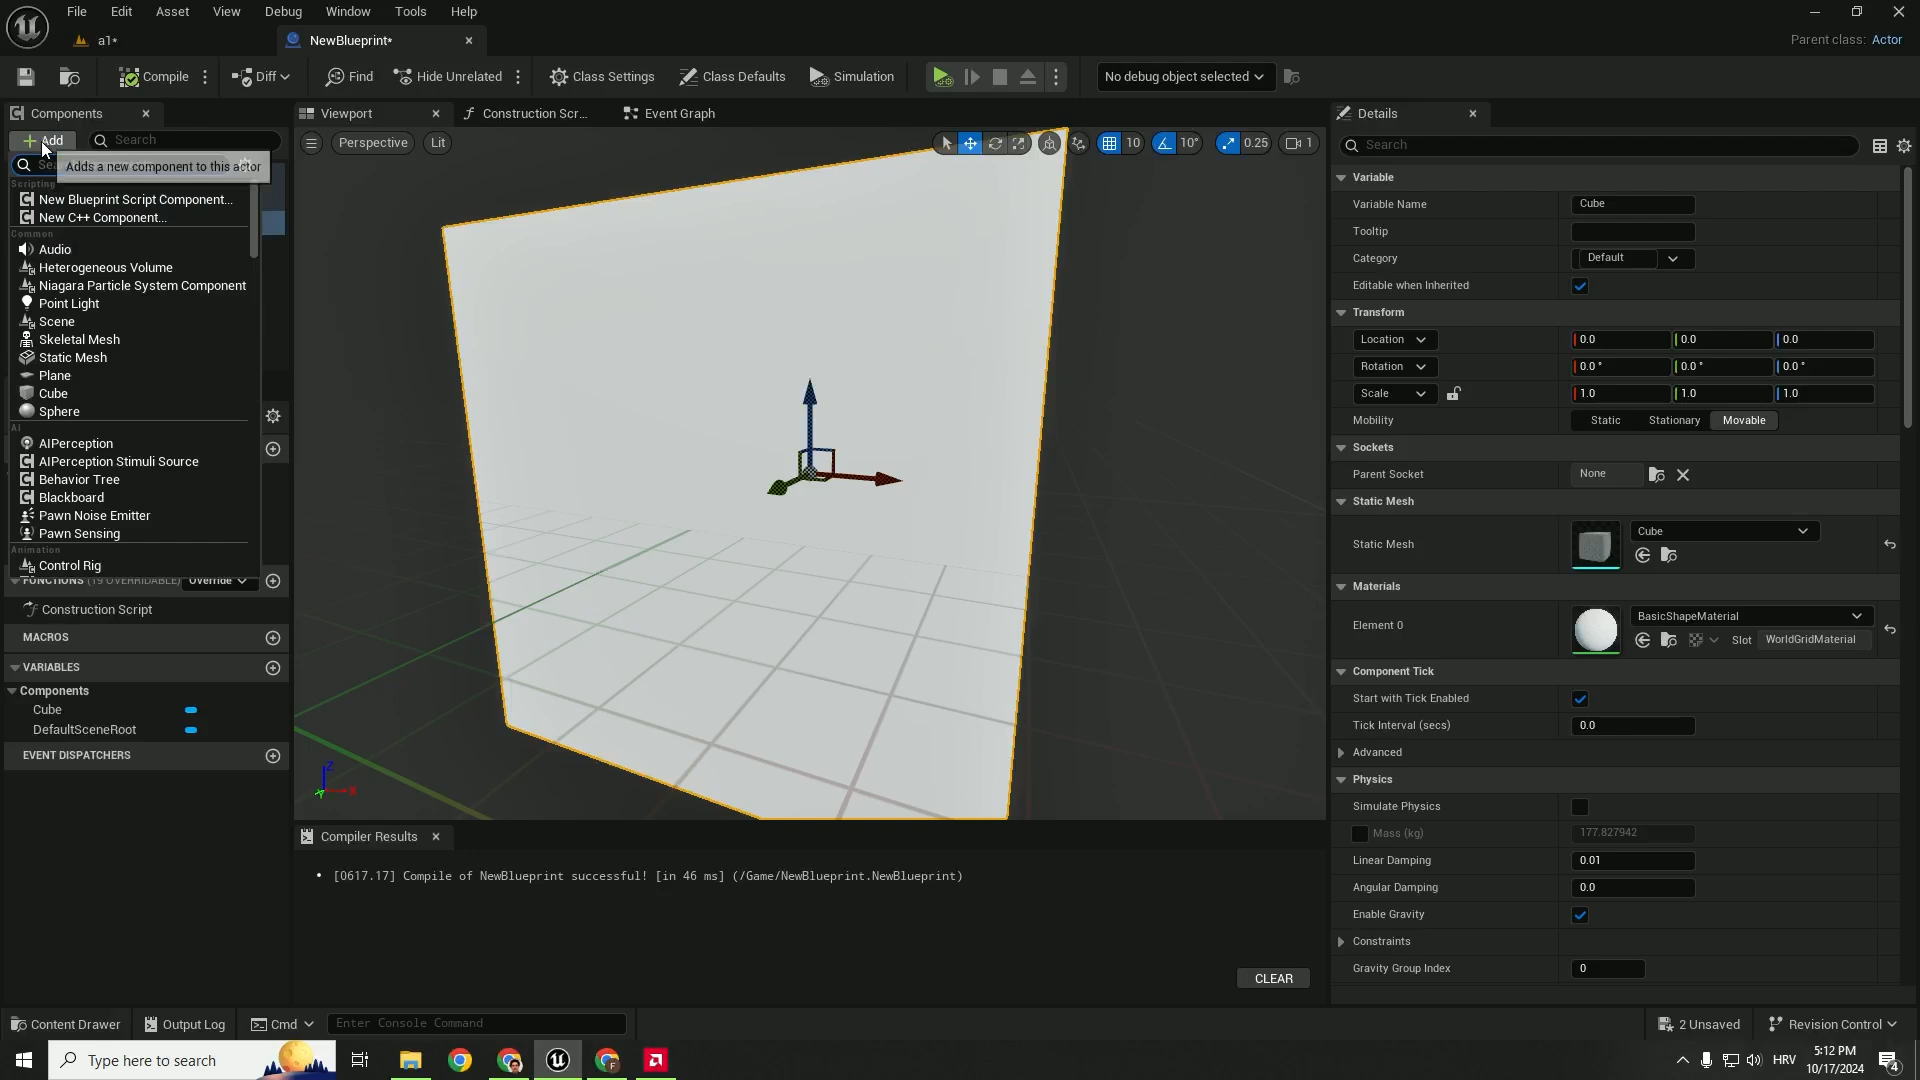 File Edit Asset View Debug Window Tools Help
a1* NewBlueprint* Parent class: Actor
Compile Diff Find Hide Unrelated Class Settings Class Defaults Simulation No debug object selected
Components Viewport Construction Scr... Event Graph Details
Add Search
Adds a new component to this actor
Scripting
New Blueprint Script Component...
New C++ Component...
Common
Audio
Heterogeneous Volume
Niagara Particle System Component
Point Light
Scene
Skeletal Mesh
Static Mesh
Plane
Cube
Sphere
AI
AIPerception
AIPerception Stimuli Source
Behavior Tree
Blackboard
Pawn Noise Emitter
Pawn Sensing
Animation
Control Rig
FUNCTIONS (19 OVERRIDABLE) Override
Construction Script
MACROS
VARIABLES
Components
Cube
DefaultSceneRoot
EVENT DISPATCHERS
Perspective Lit 10 10° 0.25 1
Z
X
Y
Compiler Results
[0617.17] Compile of NewBlueprint successful! [in 46 ms] (/Game/NewBlueprint.NewBlueprint)
CLEAR
Search
Variable
Variable Name Cube
Tooltip
Category Default
Editable when Inherited
Transform
Location 0.0 0.0 0.0
Rotation 0.0 ° 0.0 ° 0.0 °
Scale 1.0 1.0 1.0
Mobility Static Stationary Movable
Sockets
Parent Socket None
Static Mesh
Static Mesh Cube
Materials
Element 0 BasicShapeMaterial
Slot WorldGridMaterial
Component Tick
Start with Tick Enabled
Tick Interval (secs) 0.0
Advanced
Physics
Simulate Physics
Mass (kg) 177.827942
Linear Damping 0.01
Angular Damping 0.0
Enable Gravity
Constraints
Gravity Group Index 0
Content Drawer Output Log Cmd Enter Console Command 2 Unsaved Revision Control
Type here to search HRV 5:12 PM
10/17/2024 4